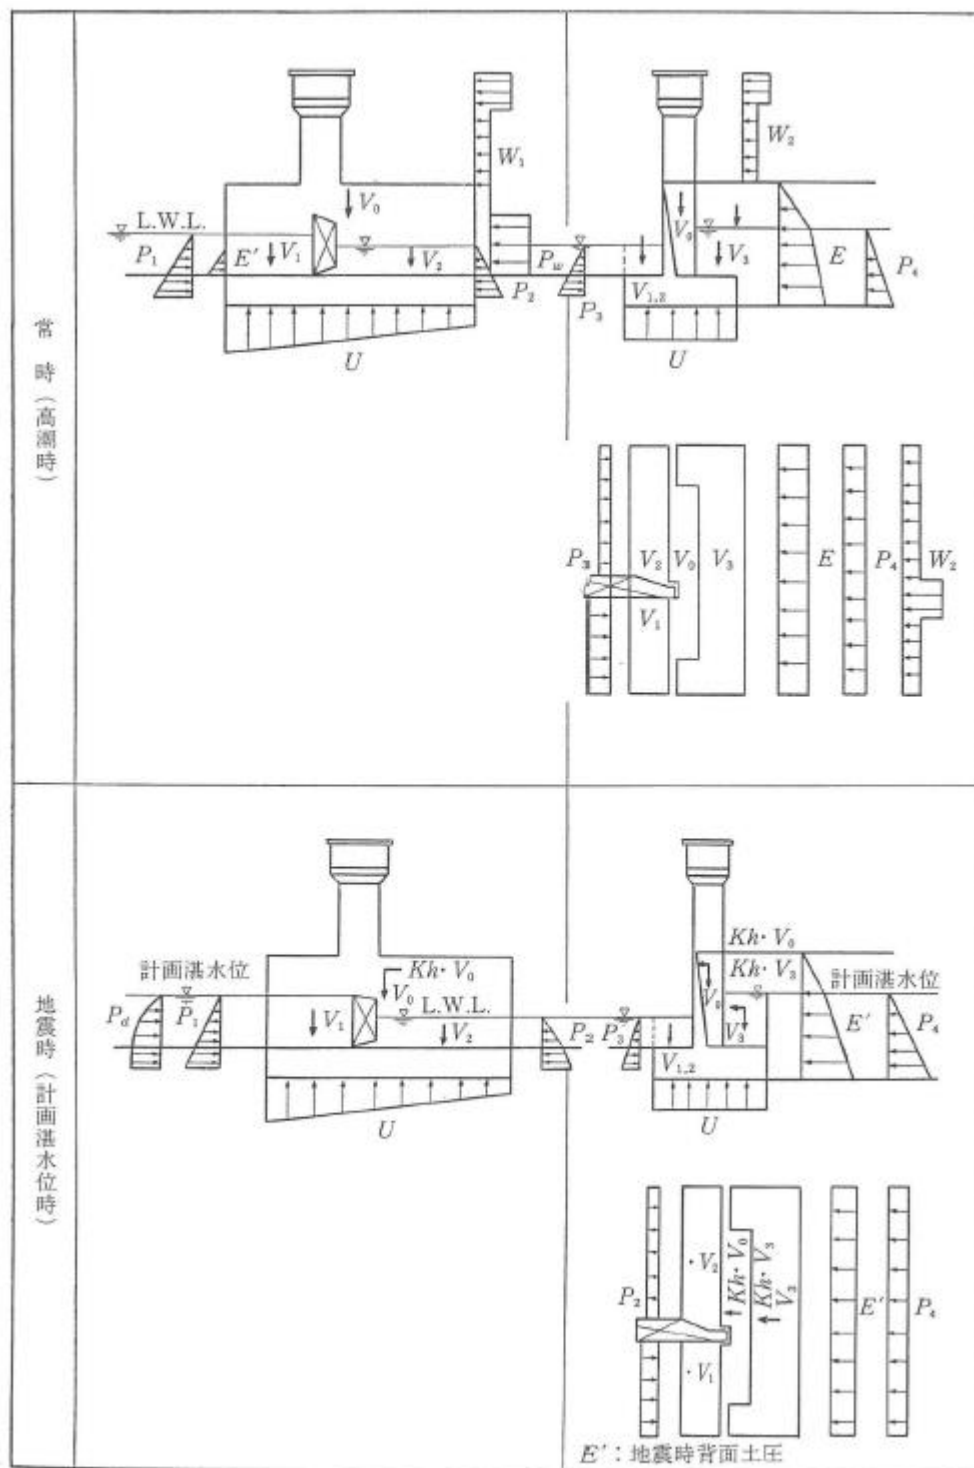 常時（高潮時）
W₁
V₀
L.W.L.
P₁
E′
V₁
V₂
P₂
U
W₂
V₀
V₃
E
P₄
P_w
P₃
V₁,₂
U
P₃
V₂
V₀
V₃
E
P₄
W₂
V₁
地震時（計画湛水位時）
計画湛水位
Kh・V₀
V₀
L.W.L.
P_d
P₁
V₁
V₂
P₂
U
Kh・V₀
Kh・V₃
計画湛水位
V₀
V₃
E′
P₄
P₃
V₁,₂
U
P₂
・V₂
Kh・V₀
Kh・V₃
V₃
E′
P₄
・V₁
E′：地震時背面土圧